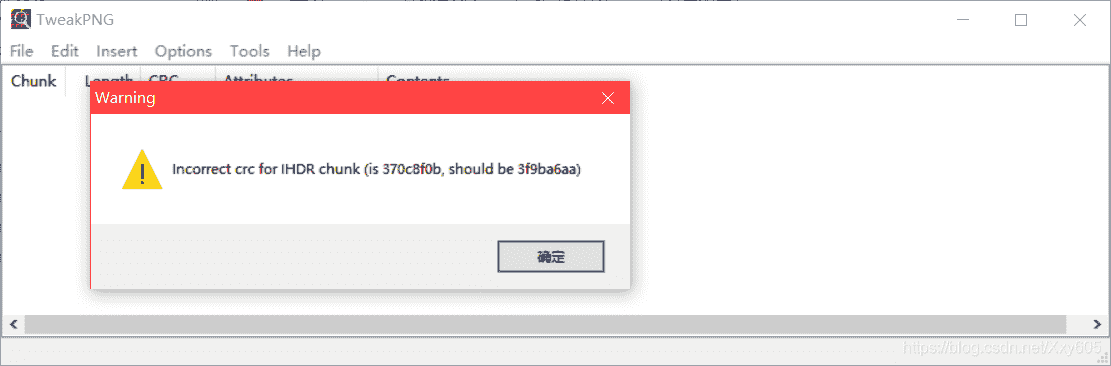 TweakPNG
File Edit Insert Options Tools Help
Chunk Length CRC Attributes Contents
Warning
Incorrect crc for IHDR chunk (is 370c8f0b, should be 3f9ba6aa)
确定
https://blog.csdn.net/Xxy605